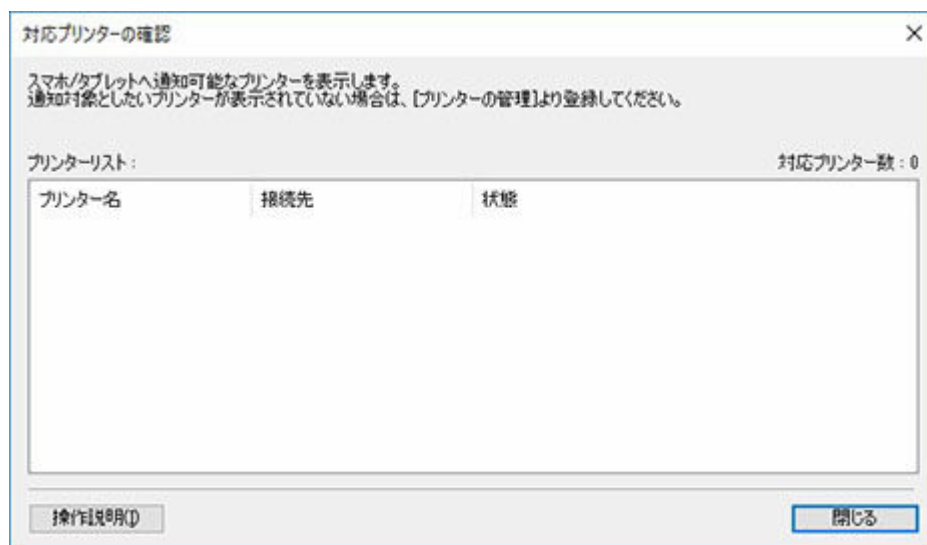 対応プリンターの確認
スマホ/タブレットへ通知可能なプリンターを表示します。
通知対象としたいプリンターが表示されていない場合は、[プリンターの管理]より登録してください。
プリンターリスト： 対応プリンター数：0
プリンター名 接続先 状態
操作説明(I) 閉じる